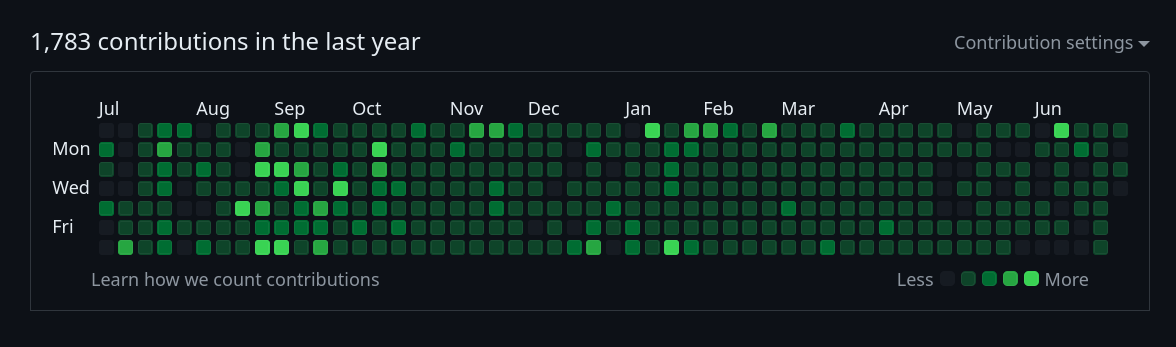 1,783 contributions in the last year
Contribution settings
Jul Aug Sep Oct Nov Dec Jan Feb Mar Apr May Jun
Mon
Wed
Fri
Learn how we count contributions
Less More